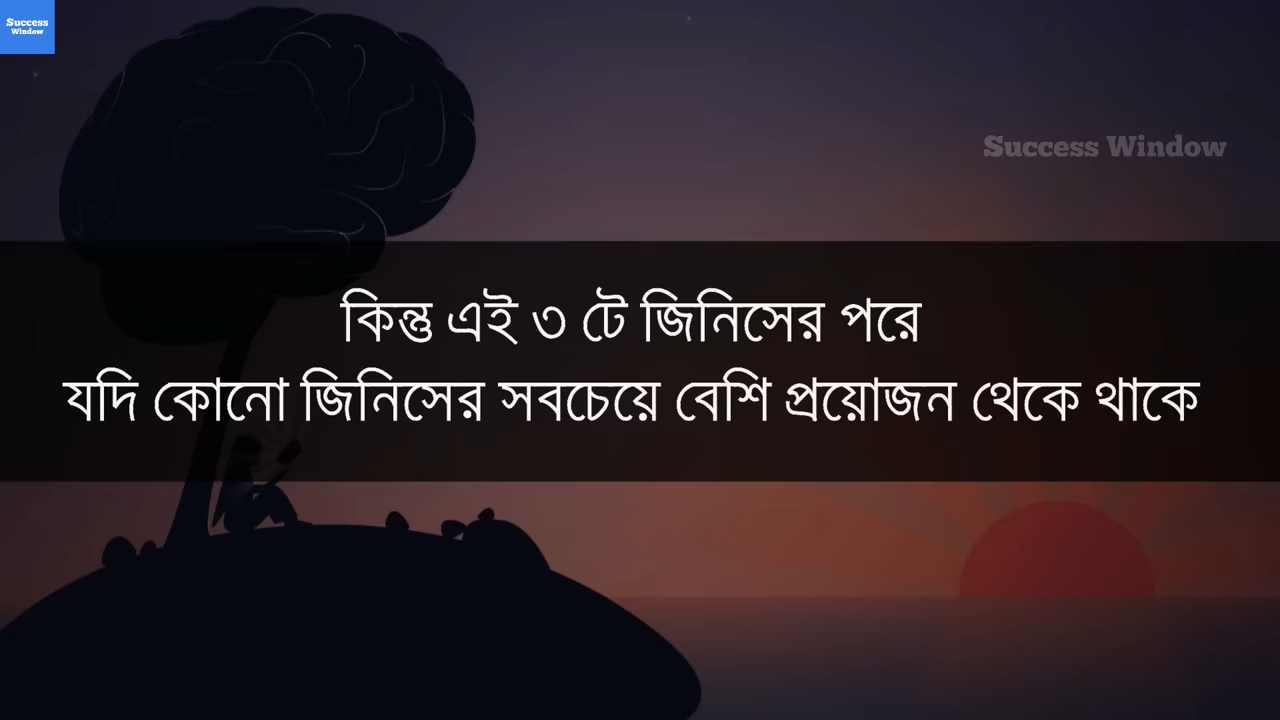 Success
Window
Success Window
কিন্তু এই ৩ টে জিনিসের পরে
যদি কোনো জিনিসের সবচেয়ে বেশি প্রয়োজন থেকে থাকে